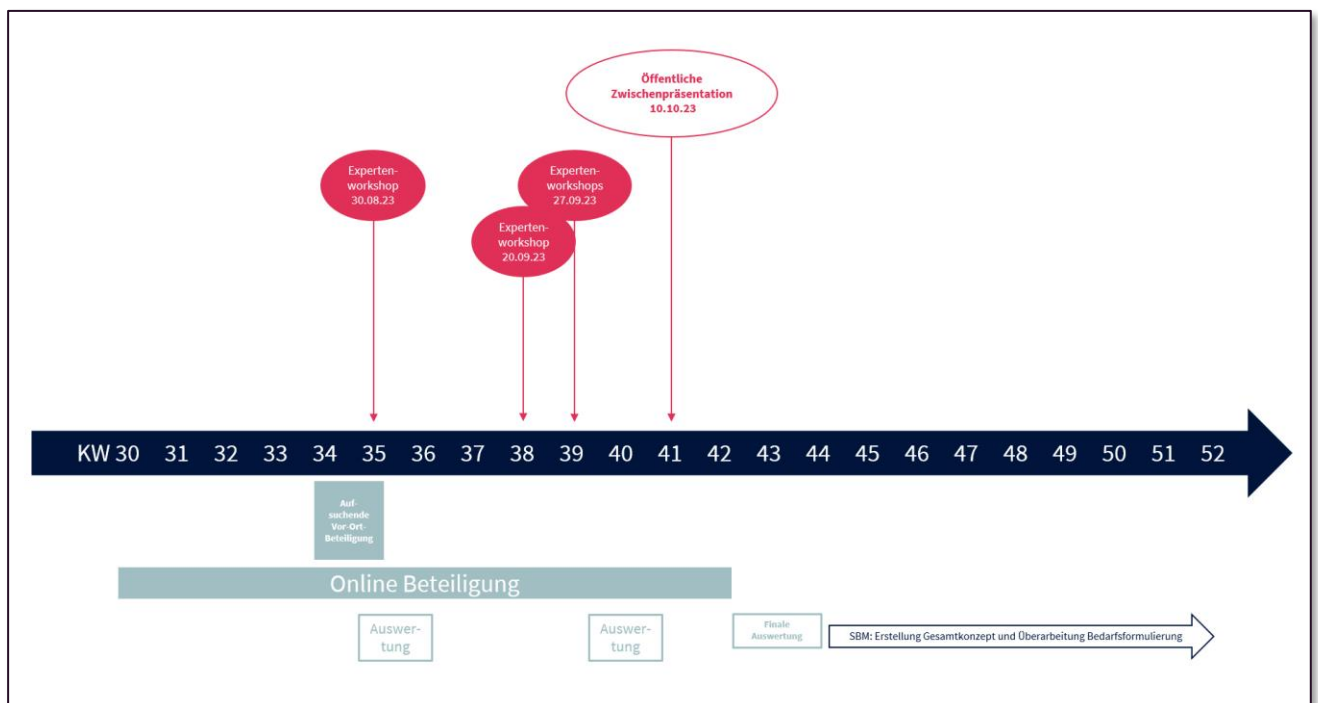 Öffentliche
Zwischenpräsentation
10.10.23
Experten-
workshop
30.08.23
Experten-
workshops
27.09.23
Experten-
workshop
20.09.23
KW 30 31 32 33 34 35 36 37 38 39 40 41 42 43 44 45 46 47 48 49 50 51 52
Auf-
suchende
Vor-Ort-
Beteiligung
Online Beteiligung
Auswer-
tung
Auswer-
tung
Finale
Auswertung
SBM: Erstellung Gesamtkonzept und Überarbeitung Bedarfsformulierung